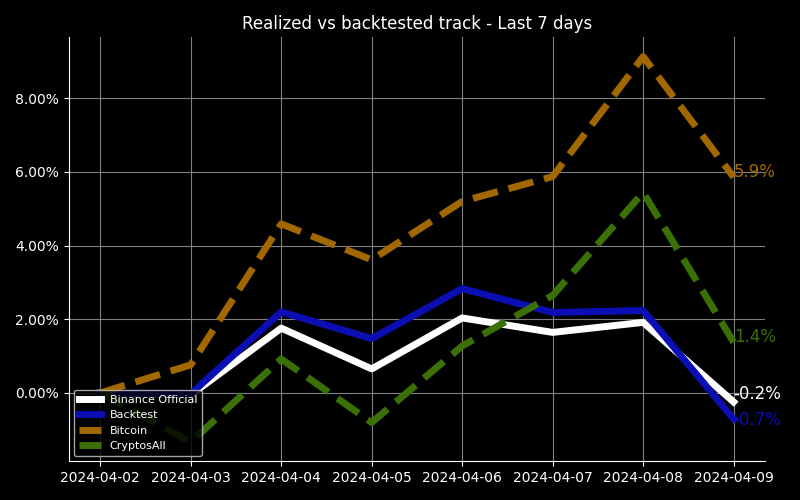 Realized vs backtested track - Last 7 days
8.00%
6.00%
4.00%
2.00%
0.00%
5.9%
1.4%
-0.2%
-0.7%
Binance Official
Backtest
Bitcoin
CryptosAll
2024-04-02 2024-04-03 2024-04-04 2024-04-05 2024-04-06 2024-04-07 2024-04-08 2024-04-09